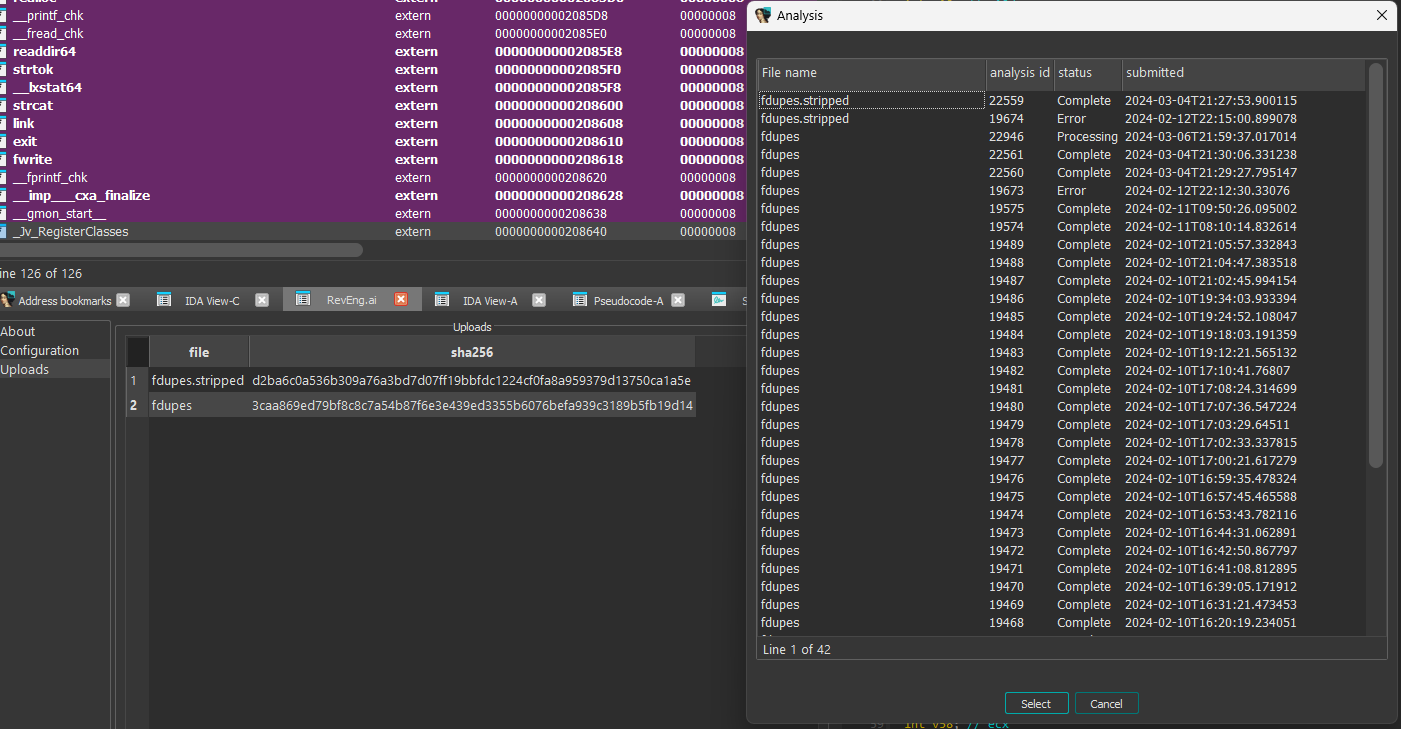 __printf_chk extern 00000000002085D8 00000008
__fread_chk extern 00000000002085E0 00000008
readdir64 extern 00000000002085E8 00000008
strtok extern 00000000002085F0 00000008
__lxstat64 extern 00000000002085F8 00000008
strcat extern 0000000000208600 00000008
link extern 0000000000208608 00000008
exit extern 0000000000208610 00000008
fwrite extern 0000000000208618 00000008
__fprintf_chk extern 0000000000208620 00000008
__imp___cxa_finalize extern 0000000000208628 00000008
__gmon_start__ extern 0000000000208638 00000008
_Jv_RegisterClasses extern 0000000000208640 00000008
ine 126 of 126
Address bookmarks IDA View-C RevEng.ai IDA View-A Pseudocode-A
About
Configuration
Uploads
Uploads
file sha256
1 fdupes.stripped d2ba6c0a536b309a76a3bd7d07ff19bbfdc1224cf0fa8a959379d13750ca1a5e
2 fdupes 3caa869ed79bf8c8c7a54b87f6e3e439ed3355b6076befa939c3189b5fb19d14
Analysis
File name analysis id status submitted
fdupes.stripped 22559 Complete 2024-03-04T21:27:53.900115
fdupes.stripped 19674 Error 2024-02-12T22:15:00.899078
fdupes 22946 Processing 2024-03-06T21:59:37.017014
fdupes 22561 Complete 2024-03-04T21:30:06.331238
fdupes 22560 Complete 2024-03-04T21:29:27.795147
fdupes 19673 Error 2024-02-12T22:12:30.33076
fdupes 19575 Complete 2024-02-11T09:50:26.095002
fdupes 19574 Complete 2024-02-11T08:10:14.832614
fdupes 19489 Complete 2024-02-10T21:05:57.332843
fdupes 19488 Complete 2024-02-10T21:04:47.383518
fdupes 19487 Complete 2024-02-10T21:02:45.994154
fdupes 19486 Complete 2024-02-10T19:34:03.933394
fdupes 19485 Complete 2024-02-10T19:24:52.108047
fdupes 19484 Complete 2024-02-10T19:18:03.191359
fdupes 19483 Complete 2024-02-10T19:12:21.565132
fdupes 19482 Complete 2024-02-10T17:10:41.76807
fdupes 19481 Complete 2024-02-10T17:08:24.314699
fdupes 19480 Complete 2024-02-10T17:07:36.547224
fdupes 19479 Complete 2024-02-10T17:03:29.64511
fdupes 19478 Complete 2024-02-10T17:02:33.337815
fdupes 19477 Complete 2024-02-10T17:00:21.617279
fdupes 19476 Complete 2024-02-10T16:59:35.478324
fdupes 19475 Complete 2024-02-10T16:57:45.465588
fdupes 19474 Complete 2024-02-10T16:53:43.782116
fdupes 19473 Complete 2024-02-10T16:44:31.062891
fdupes 19472 Complete 2024-02-10T16:42:50.867797
fdupes 19471 Complete 2024-02-10T16:41:08.812895
fdupes 19470 Complete 2024-02-10T16:39:05.171912
fdupes 19469 Complete 2024-02-10T16:31:21.473453
fdupes 19468 Complete 2024-02-10T16:20:19.234051
Line 1 of 42
Select Cancel